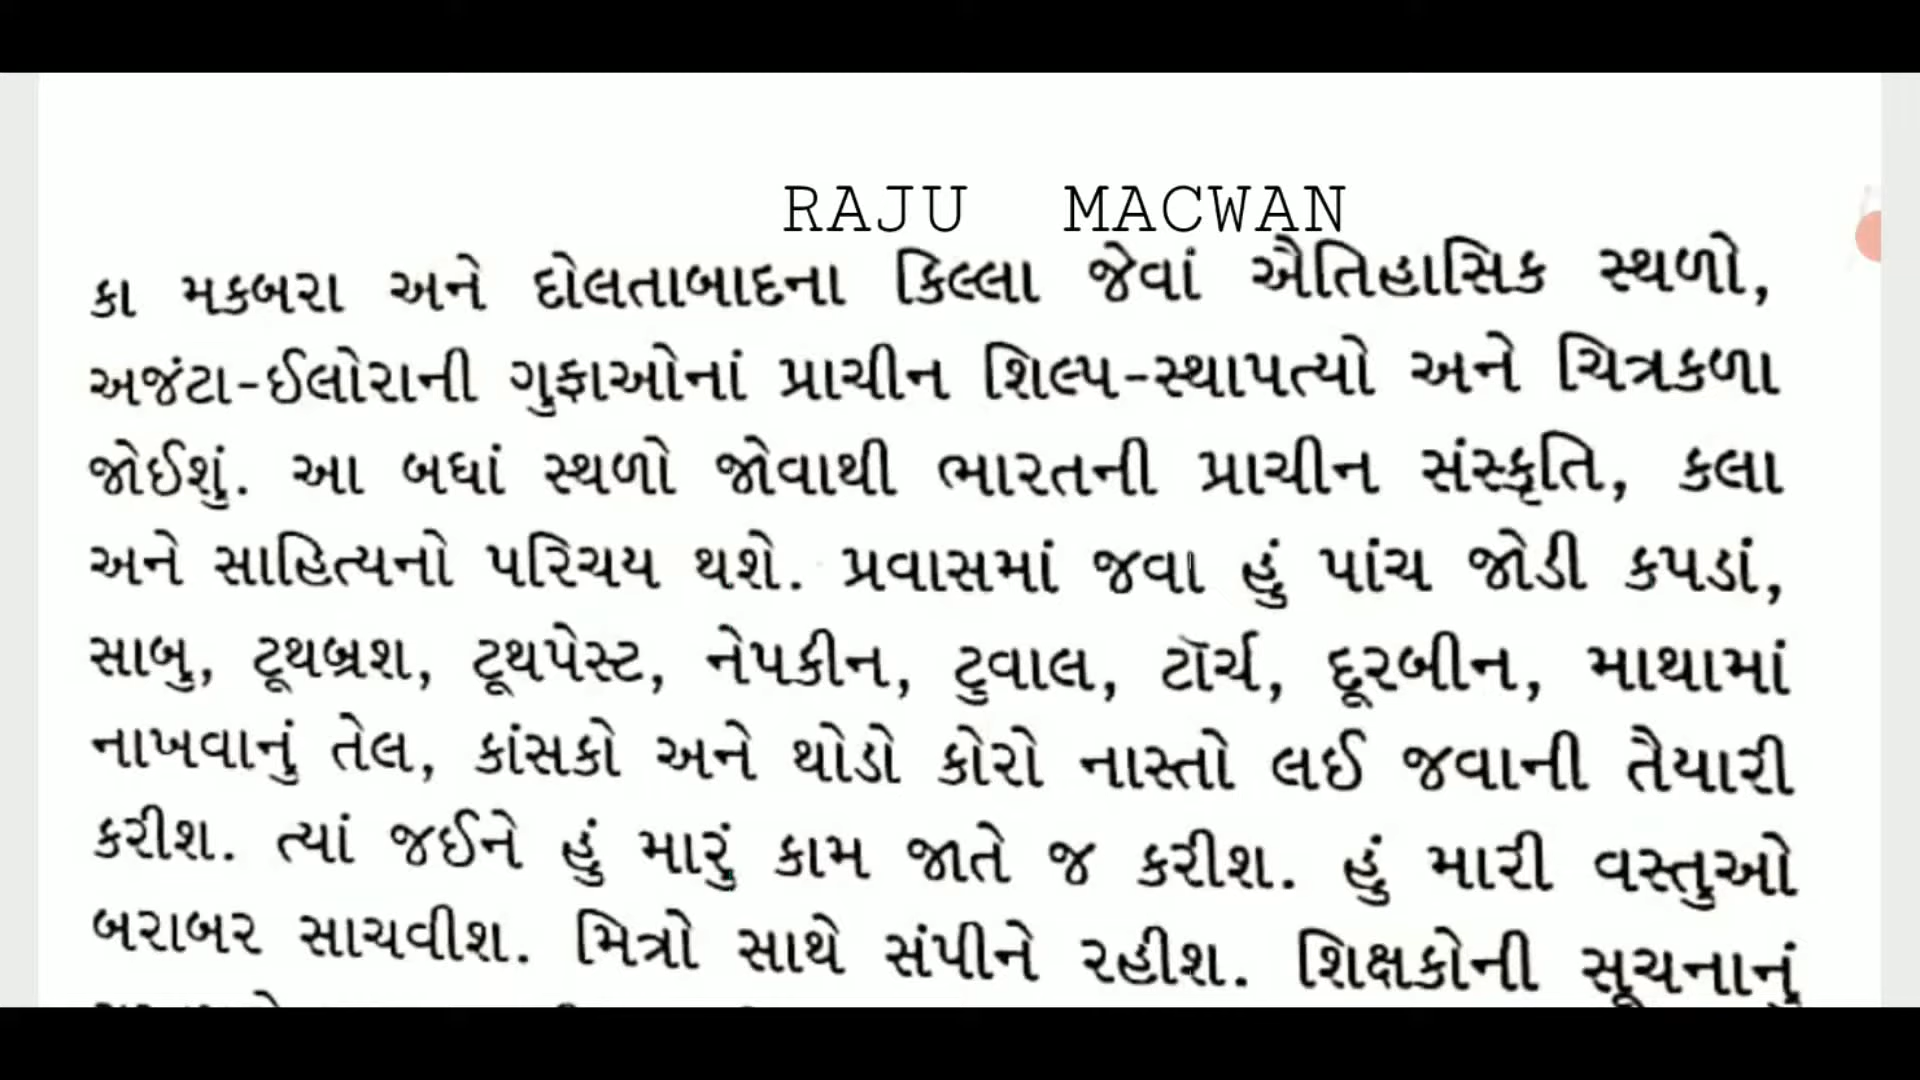 RAJU MACWAN
કા મકબરા અને દોલતાબાદના કિલ્લા જેવાં ઐતિહાસિક સ્થળો,
અજંટા-ઈલોરાની ગુફાઓનાં પ્રાચીન શિલ્પ-સ્થાપત્યો અને ચિત્રકળા
જોઈશું. આ બધાં સ્થળો જોવાથી ભારતની પ્રાચીન સંસ્કૃતિ, કલા
અને સાહિત્યનો પરિચય થશે. પ્રવાસમાં જવા હું પાંચ જોડી કપડાં,
સાબુ, ટૂથબ્રશ, ટૂથપેસ્ટ, નેપકીન, ટુવાલ, ટૉર્ચ, દૂરબીન, માથામાં
નાખવાનું તેલ, કાંસકો અને થોડો કોરો નાસ્તો લઈ જવાની તૈયારી
કરીશ. ત્યાં જઈને હું મારું કામ જાતે જ કરીશ. હું મારી વસ્તુઓ
બરાબર સાચવીશ. મિત્રો સાથે સંપીને રહીશ. શિક્ષકોની સૂચનાનું